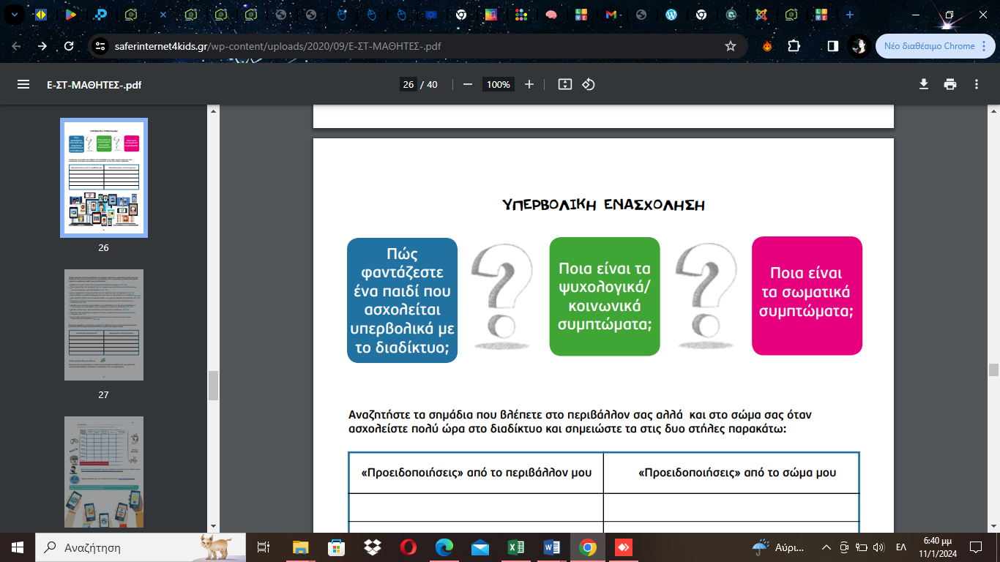 saferinternet4kids.gr/wp-content/uploads/2020/09/Ε-ΣΤ-ΜΑΘΗΤΕΣ-.pdf
Νέο διαθέσιμο Chrome
Ε-ΣΤ-ΜΑΘΗΤΕΣ-.pdf
26 / 40
100%
26
27
ΥΠΕΡΒΟΛΙΚΗ ΕΝΑΣΧΟΛΗΣΗ
Πώς
φαντάζεστε
ένα παιδί που
ασχολείται
υπερβολικά με
το διαδίκτυο;
Ποια είναι τα
ψυχολογικά/
κοινωνικά
συμπτώματα;
Ποια είναι
τα σωματικά
συμπτώματα;
Αναζητήστε τα σημάδια που βλέπετε στο περιβάλλον σας αλλά και στο σώμα σας όταν
ασχολείστε πολύ ώρα στο διαδίκτυο και σημειώστε τα στις δυο στήλες παρακάτω:
«Προειδοποιήσεις» από το περιβάλλον μου
«Προειδοποιήσεις» από το σώμα μου
Αναζήτηση
Αύρι...
ΕΛ
6:40 μμ
11/1/2024